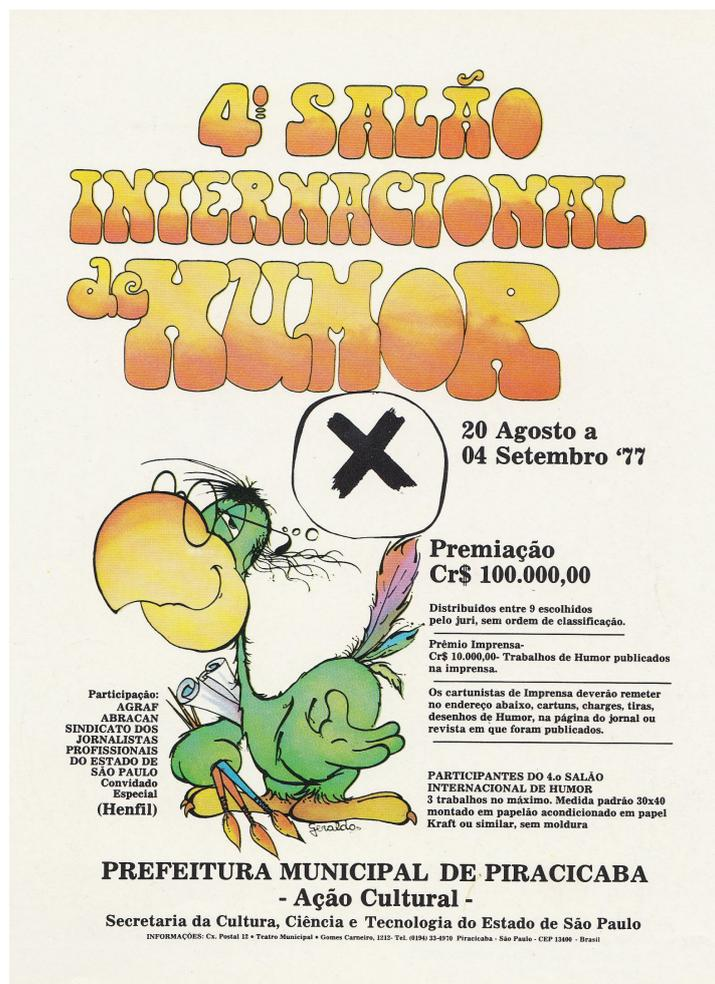 4º SALÃO
INTERNACIONAL
de HUMOR
X
20 Agosto a
04 Setembro ‘77
Premiação
Cr$ 100.000,00
Distribuidos entre 9 escolhidos
pelo juri, sem ordem de classificação.
Prêmio Imprensa-
Cr$ 10.000,00- Trabalhos de Humor publicados
na imprensa.
Os cartunistas de Imprensa deverão remeter
no endereço abaixo, cartuns, charges, tiras,
desenhos de Humor, na página do jornal ou
revista em que foram publicados.
Participação:
AGRAF
ABRACAN
SINDICATO DOS
JORNALISTAS
PROFISSIONAIS
DO ESTADO DE
SÃO PAULO
Convidado
Especial
(Henfil)
PARTICIPANTES DO 4.o SALÃO
INTERNACIONAL DE HUMOR
3 trabalhos no máximo. Medida padrão 30x40
montado em papelão acondicionado em papel
Kraft ou similar, sem moldura
geraldo
PREFEITURA MUNICIPAL DE PIRACICABA
- Ação Cultural -
Secretaria da Cultura, Ciência e Tecnologia do Estado de São Paulo
INFORMAÇÕES: Cx. Postal 12 • Teatro Municipal • Gomes Carneiro, 1212- Tel. (0194) 33-4970 Piracicaba - São Paulo - CEP 13400 - Brasil